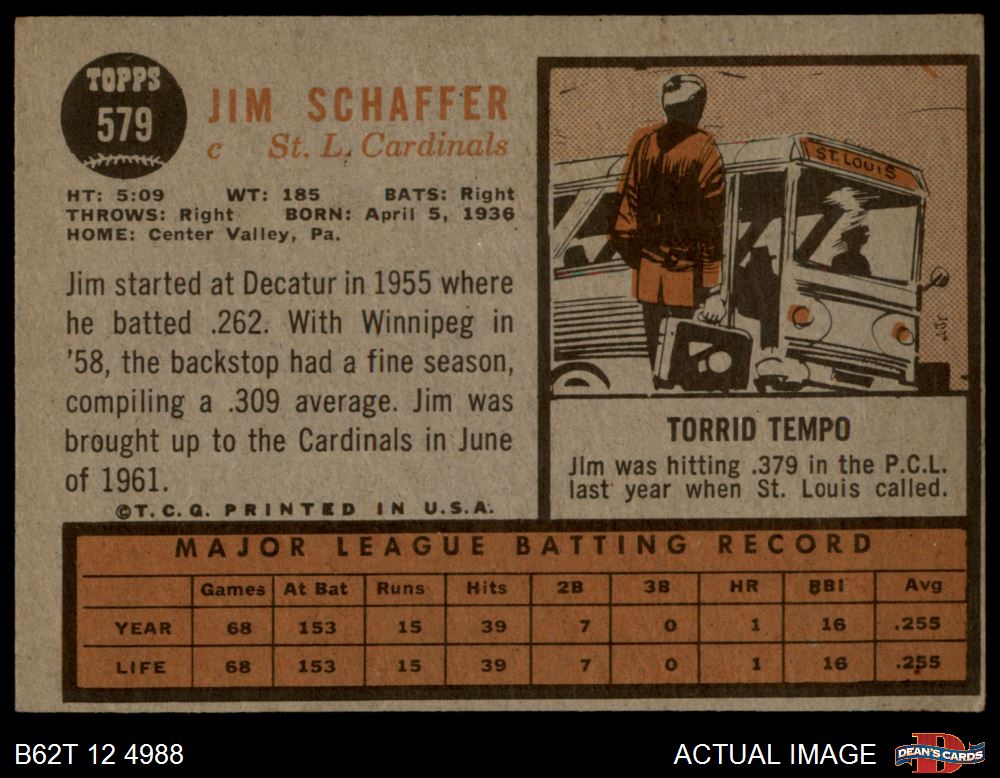 TOPPS
579
JIM SCHAFFER
c St. L. Cardinals
HT: 5:09 WT: 185 BATS: Right
THROWS: Right BORN: April 5, 1936
HOME: Center Valley, Pa.
Jim started at Decatur in 1955 where
he batted .262. With Winnipeg in
'58, the backstop had a fine season,
compiling a .309 average. Jim was
brought up to the Cardinals in June
of 1961.
©T.C.G. PRINTED IN U.S.A.
ST. LOUIS
TORRID TEMPO
Jim was hitting .379 in the P.C.L.
last year when St. Louis called.
MAJOR LEAGUE BATTING RECORD
Games At Bat Runs Hits 2B 3B HR RBI Avg
YEAR 68 153 15 39 7 0 1 16 .255
LIFE 68 153 15 39 7 0 1 16 .255
B62T 12 4988
ACTUAL IMAGE
DEAN'S CARDS